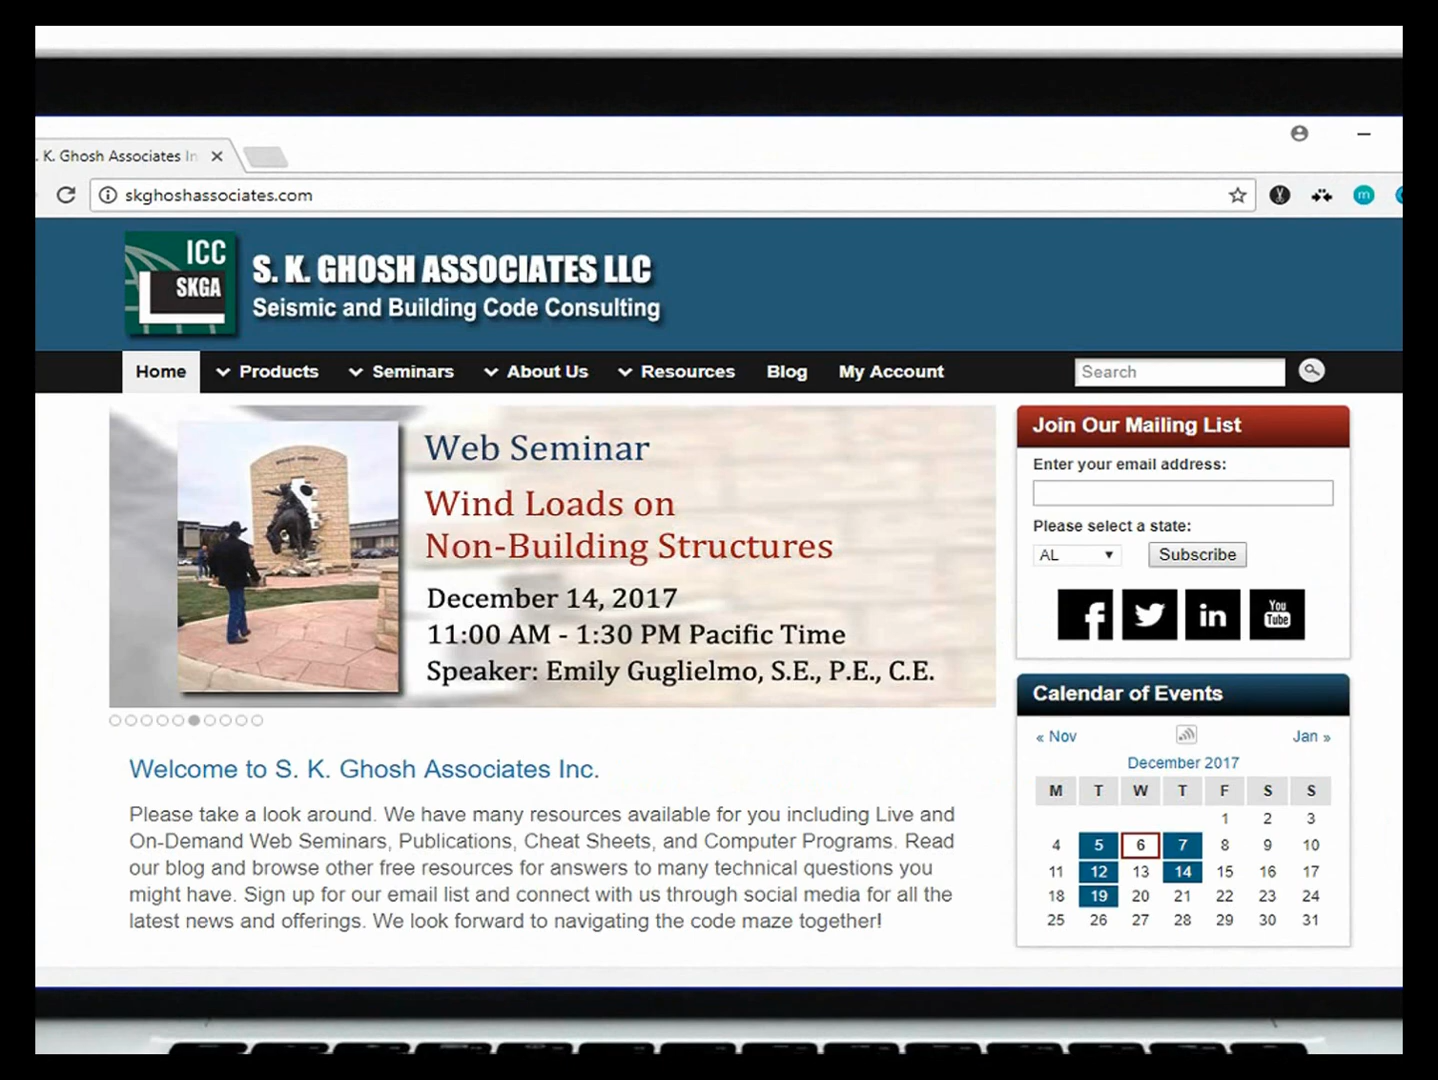 . K. Ghosh Associates In
skghoshassociates.com
ICC
SKGA
S. K. GHOSH ASSOCIATES LLC
Seismic and Building Code Consulting
Home Products Seminars About Us Resources Blog My Account Search
Web Seminar
Wind Loads on
Non-Building Structures
December 14, 2017
11:00 AM - 1:30 PM Pacific Time
Speaker: Emily Guglielmo, S.E., P.E., C.E.
Welcome to S. K. Ghosh Associates Inc.
Please take a look around. We have many resources available for you including Live and
On-Demand Web Seminars, Publications, Cheat Sheets, and Computer Programs. Read
our blog and browse other free resources for answers to many technical questions you
might have. Sign up for our email list and connect with us through social media for all the
latest news and offerings. We look forward to navigating the code maze together!
Join Our Mailing List
Enter your email address:
Please select a state:
AL Subscribe
f in You Tube
Calendar of Events
« Nov Jan »
December 2017
M T W T F S S
1 2 3
4 5 6 7 8 9 10
11 12 13 14 15 16 17
18 19 20 21 22 23 24
25 26 27 28 29 30 31